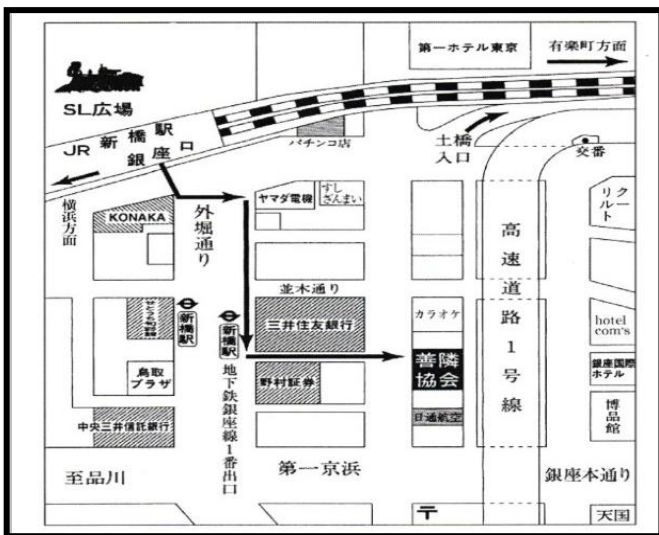 第一ホテル東京
有楽町方面
SL広場
JR 新橋駅
銀座口
パチンコ店
土橋
入口
交番
横浜方面
KONAKA
外堀通り
ヤマダ電機
すし
ざんまい
高速道路1号線
リクルート
並木通り
新橋駅
新橋駅
三井住友銀行
カラオケ
hotel
com's
鳥取
プラザ
地下鉄銀座線1番出口
野村証券
善隣
協会
銀座国際
ホテル
日通航空
博品館
中央三井信託銀行
至品川
第一京浜
銀座本通り
〒
天国